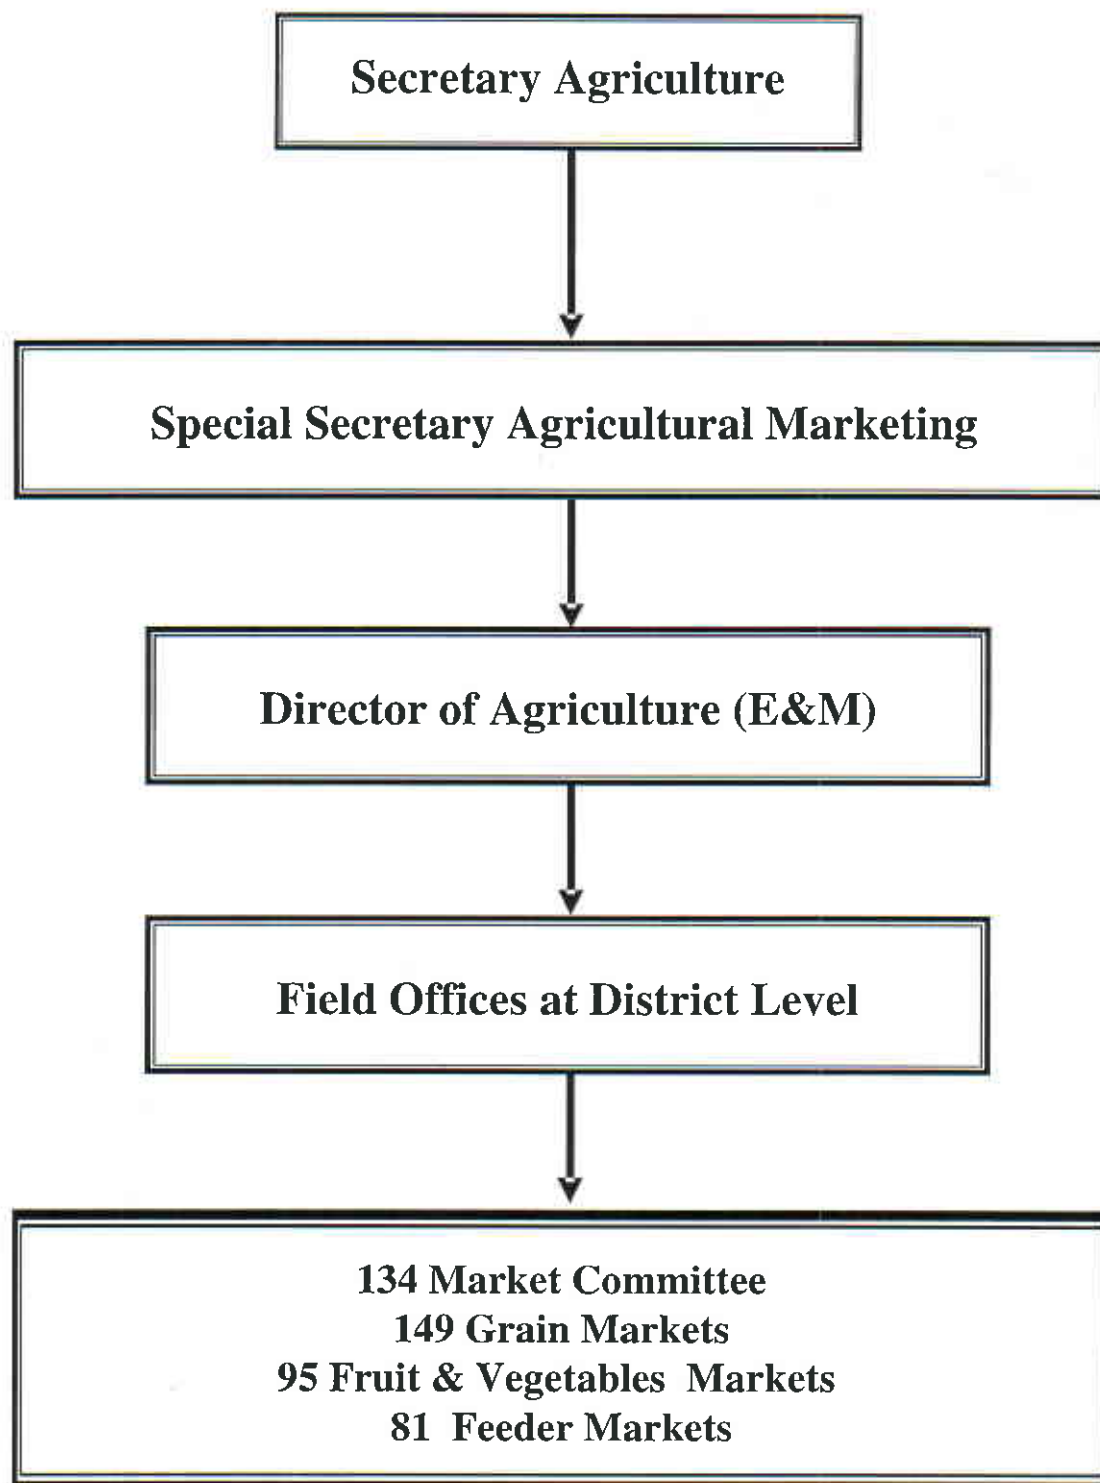 Secretary Agriculture
Special Secretary Agricultural Marketing
Director of Agriculture (E&M)
Field Offices at District Level
134 Market Committee
149 Grain Markets
95 Fruit & Vegetables  Markets
81  Feeder Markets